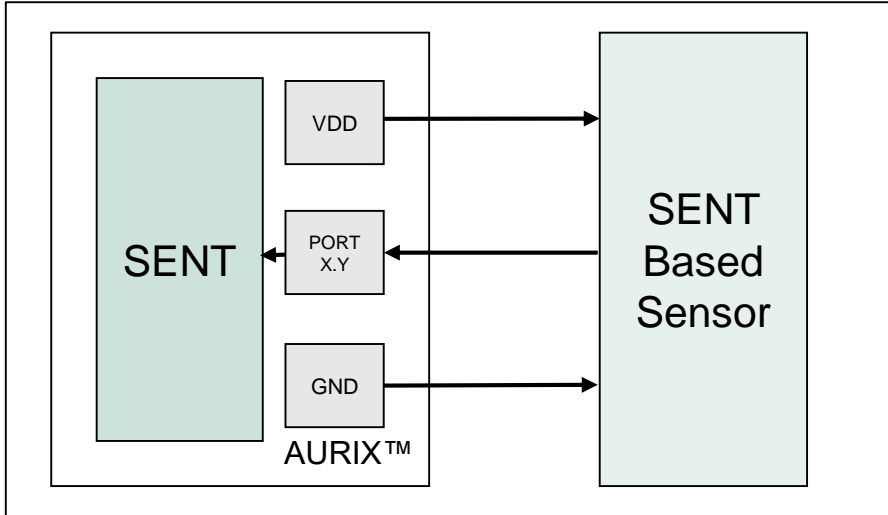 VDD
SENT
PORT
X.Y
GND
AURIX™
SENT
Based
Sensor